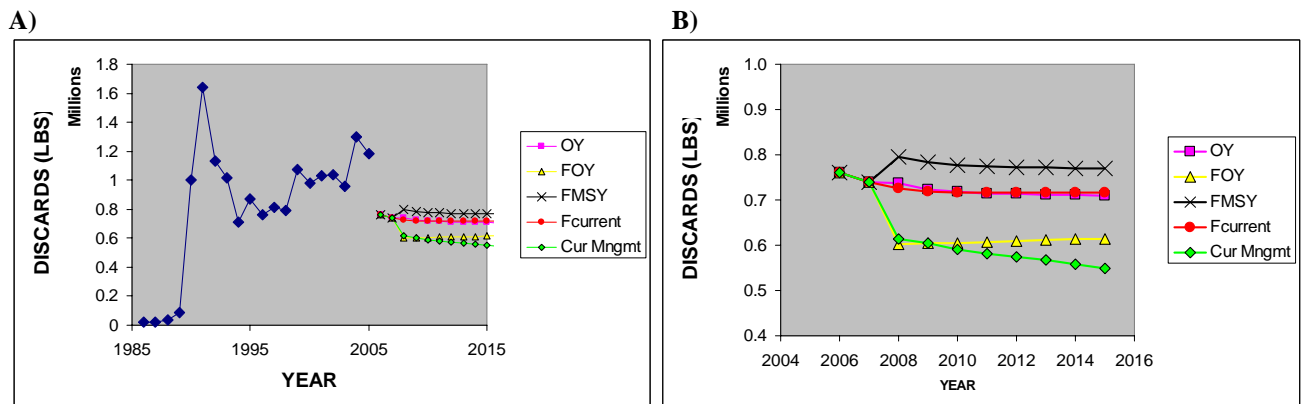 A)
DISCARDS (LBS)
Millions
1.8
1.6
1.4
1.2
1
0.8
0.6
0.4
0.2
0
1985
1995
2005
2015
YEAR
OY
FOY
FMSY
Fcurrent
Cur Mngmt
B)
DISCARDS (LBS)
Millions
1.0
0.9
0.8
0.7
0.6
0.5
0.4
2004
2006
2008
2010
2012
2014
2016
YEAR
OY
FOY
FMSY
Fcurrent
Cur Mngmt